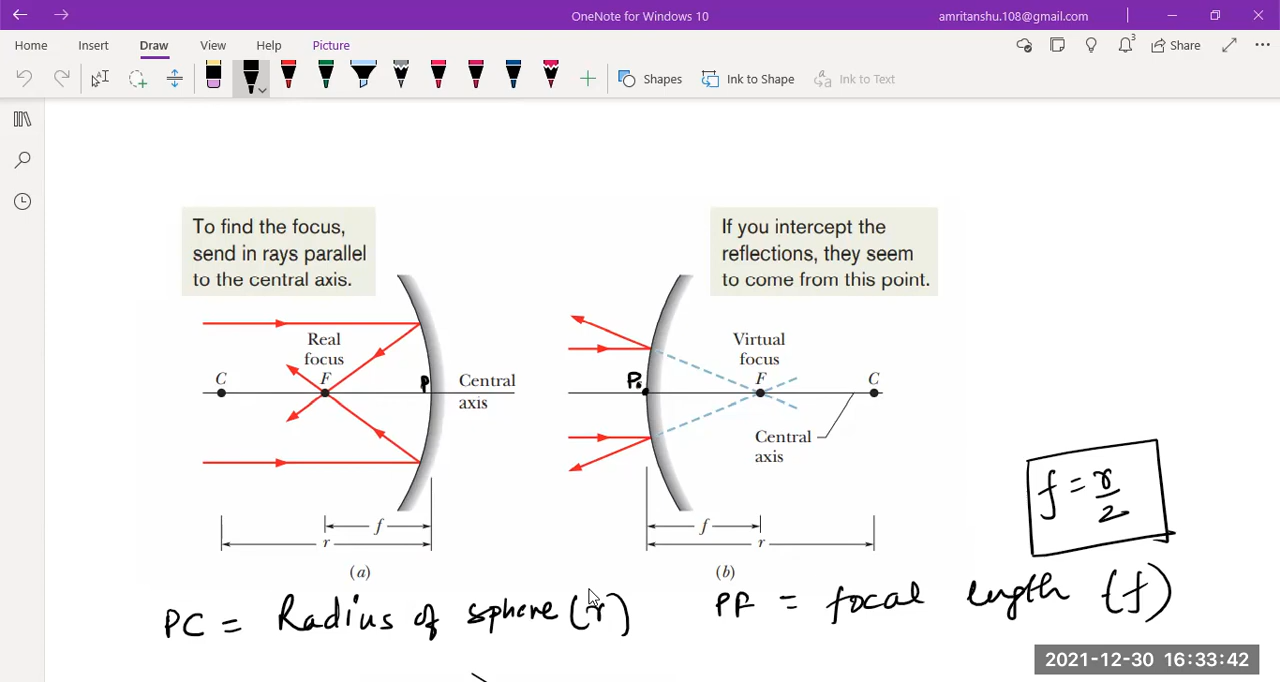 OneNote for Windows 10
amritanshu.108@gmail.com
Home Insert Draw View Help Picture
3
Share
Shapes
Ink to Shape
Ink to Text
To find the focus,
send in rays parallel
to the central axis.
If you intercept the
reflections, they seem
to come from this point.
Real
focus
C
F
P
Central
axis
f
r
(a)
Virtual
focus
P
F
C
Central
axis
f
r
(b)
f = r/2
PC = Radius of sphere (r)
PF = focal length (f)
2021-12-30 16:33:42